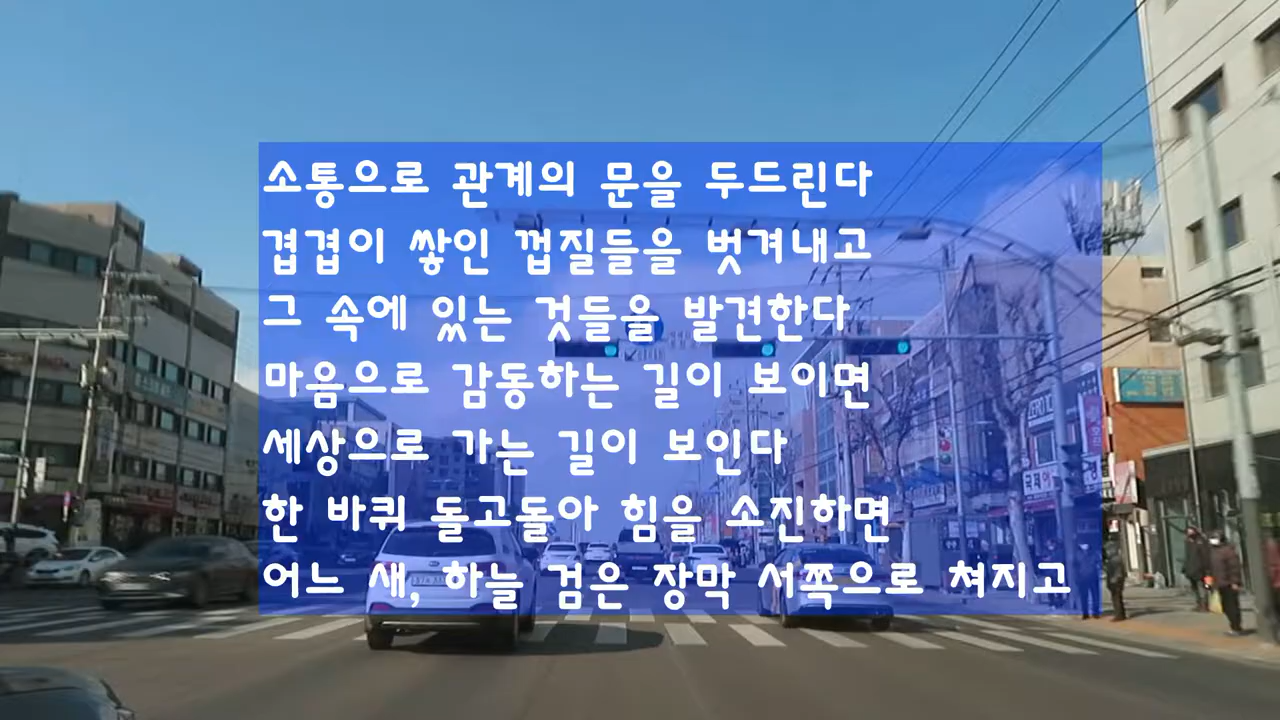 소통으로 관계의 문을 두드린다
겹겹이 쌓인 껍질들을 벗겨내고
그 속에 있는 것들을 발견한다
마음으로 감동하는 길이 보이면
세상으로 가는 길이 보인다
한 바퀴 돌고돌아 힘을 소진하면
어느 새, 하늘 검은 장막 서쪽으로 쳐지고